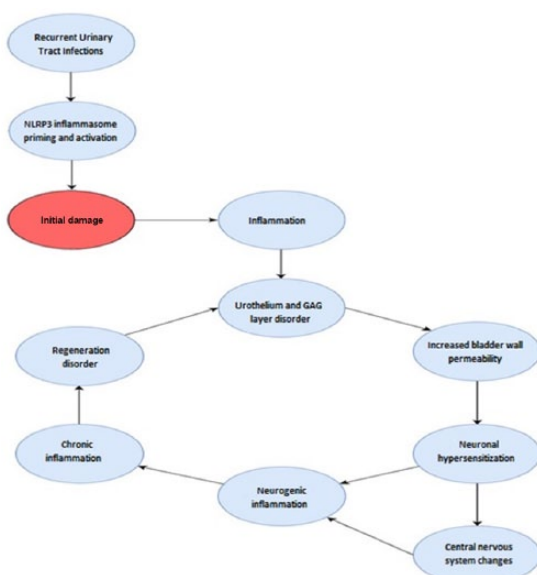 Recurrent Urinary
Tract Infections
NLRP3 inflammasome
priming and activation
Initial damage
Inflammation
Urothelium and GAG
layer disorder
Regeneration
disorder
Increased bladder wall
permeability
Chronic
inflammation
Neuronal
hypersensitization
Neurogenic
inflammation
Central nervous
system changes